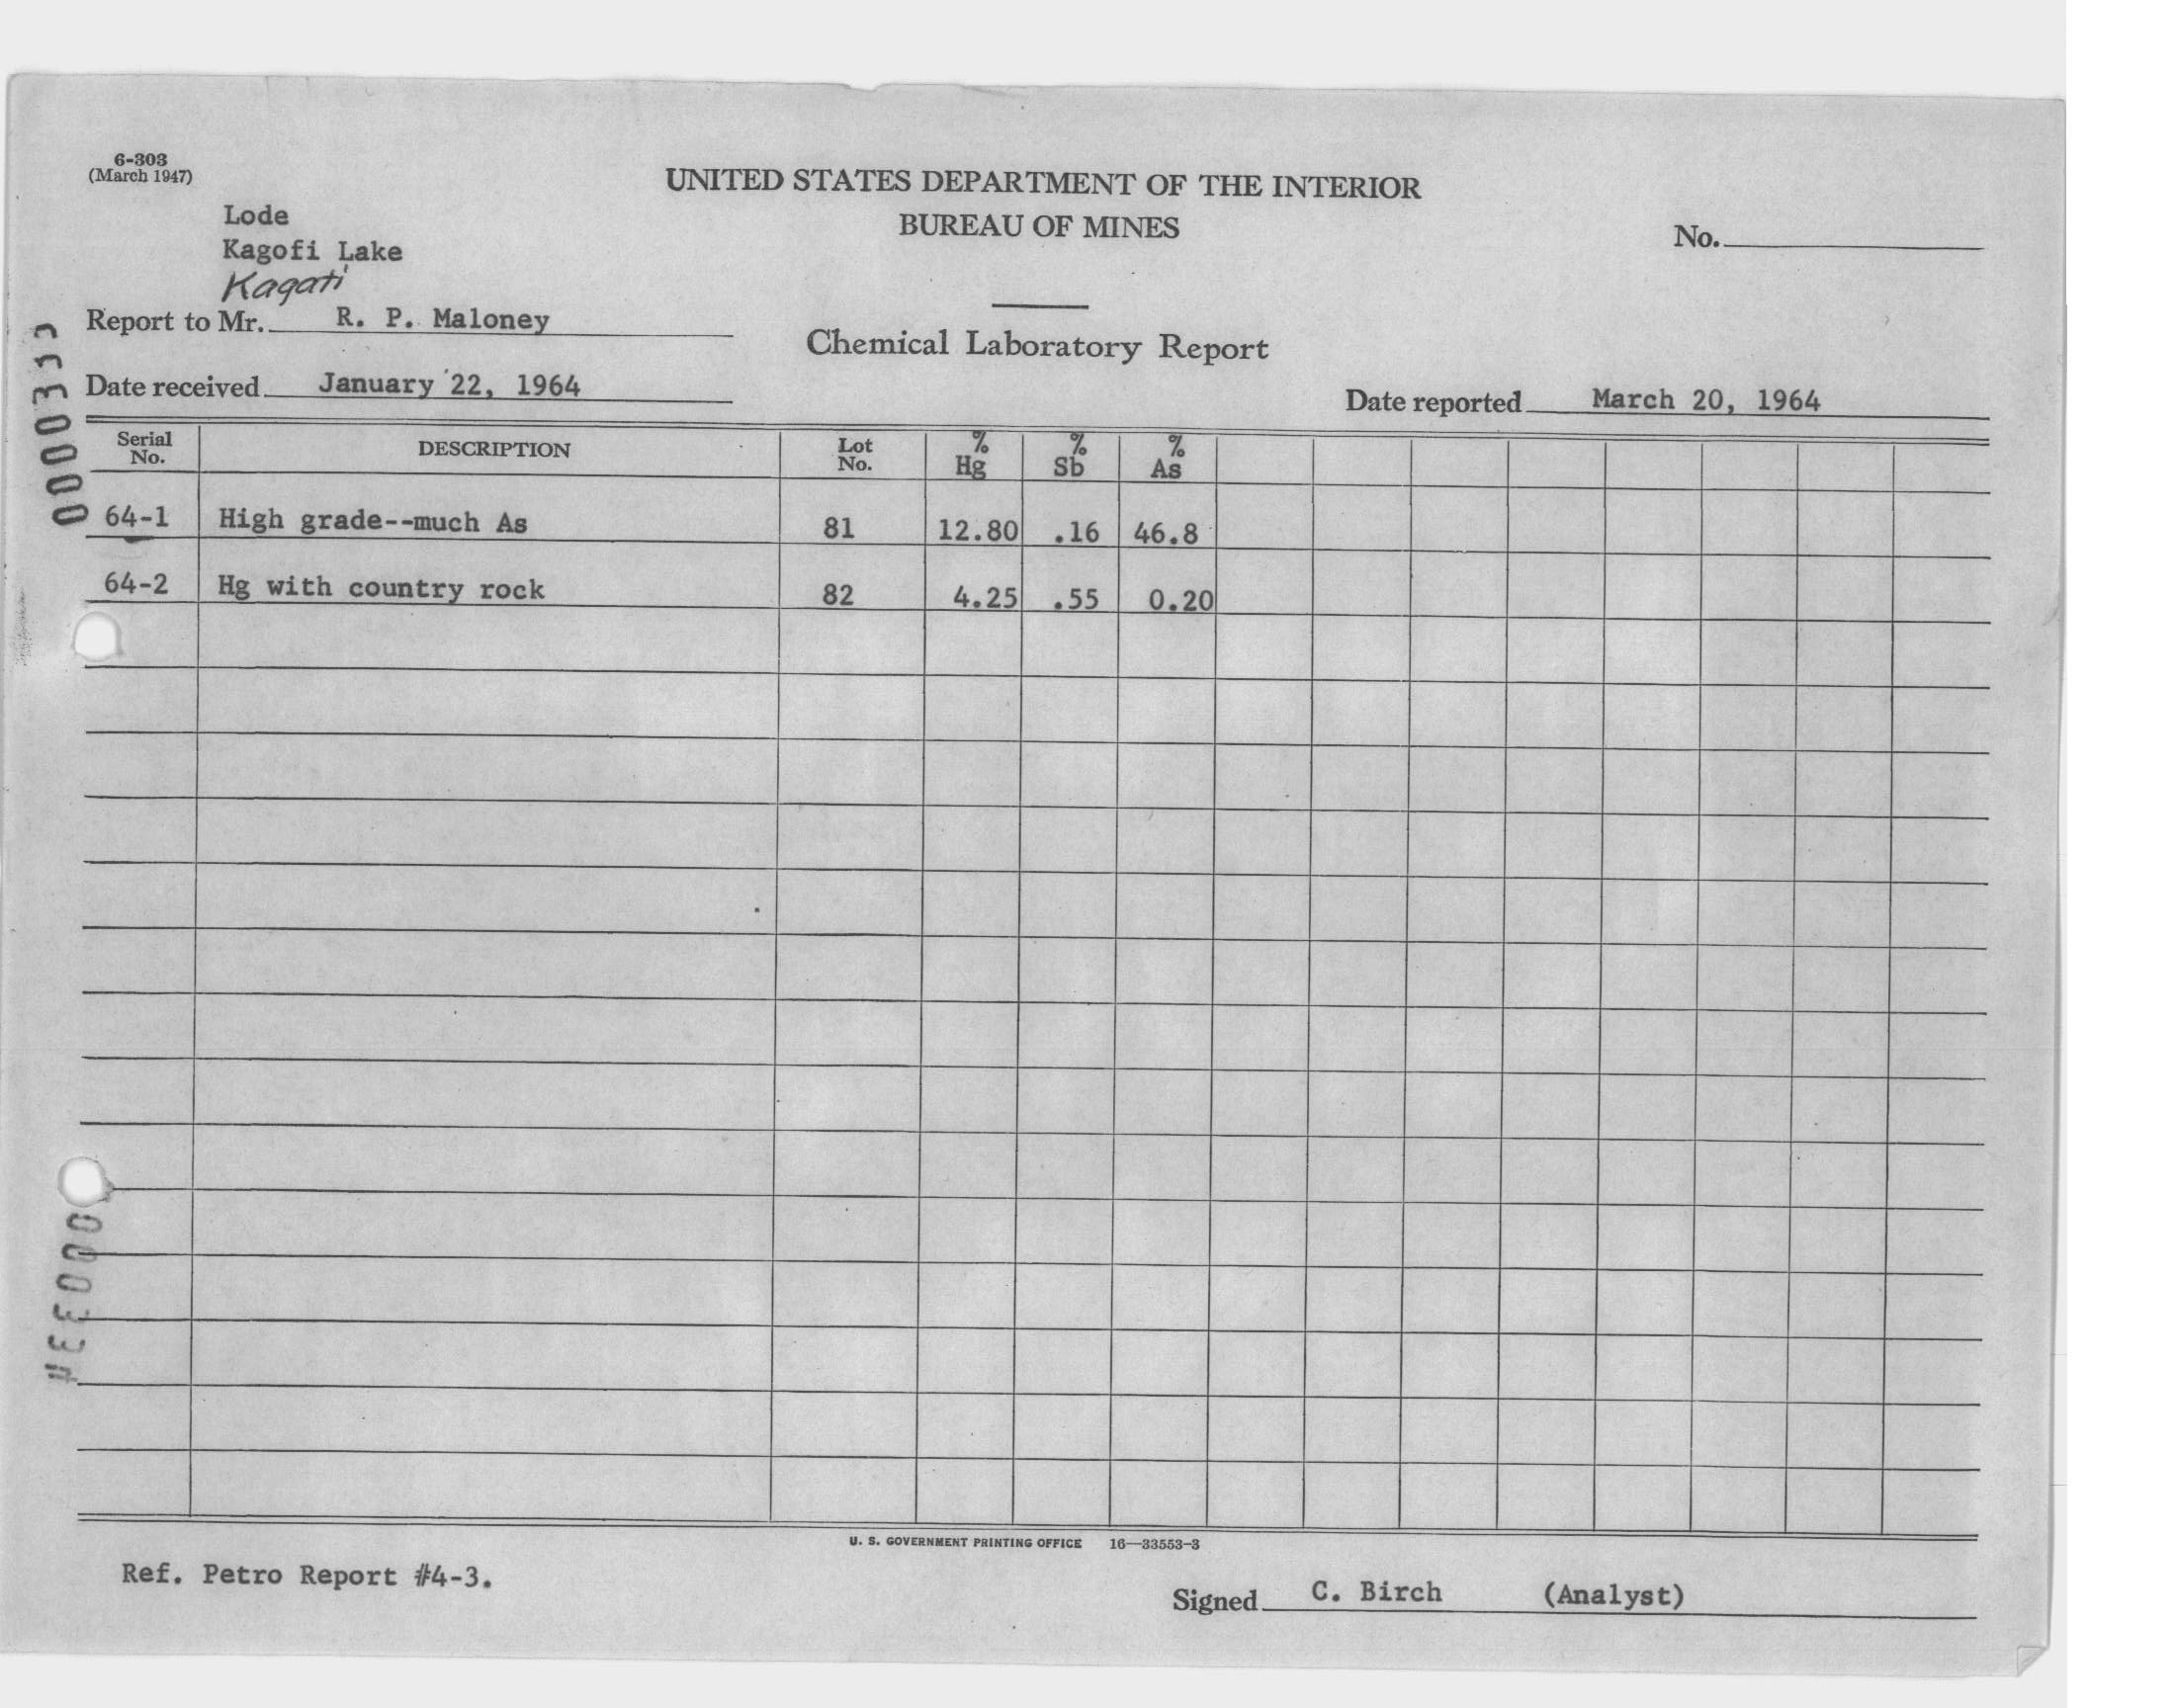 6-303
(March 1947)
UNITED STATES DEPARTMENT OF THE INTERIOR
BUREAU OF MINES
No.
Lode
Kagofi Lake
Kagati
Report to Mr. R. P. Maloney
Chemical Laboratory Report
Date received January 22, 1964
Date reported March 20, 1964
Serial No. DESCRIPTION Lot No. % Hg % Sb % As
64-1 High grade--much As 81 12.80 .16 46.8
64-2 Hg with country rock 82 4.25 .55 0.20
U. S. GOVERNMENT PRINTING OFFICE 16—33553-3
Ref. Petro Report #4-3.
Signed C. Birch (Analyst)
0000333
000334